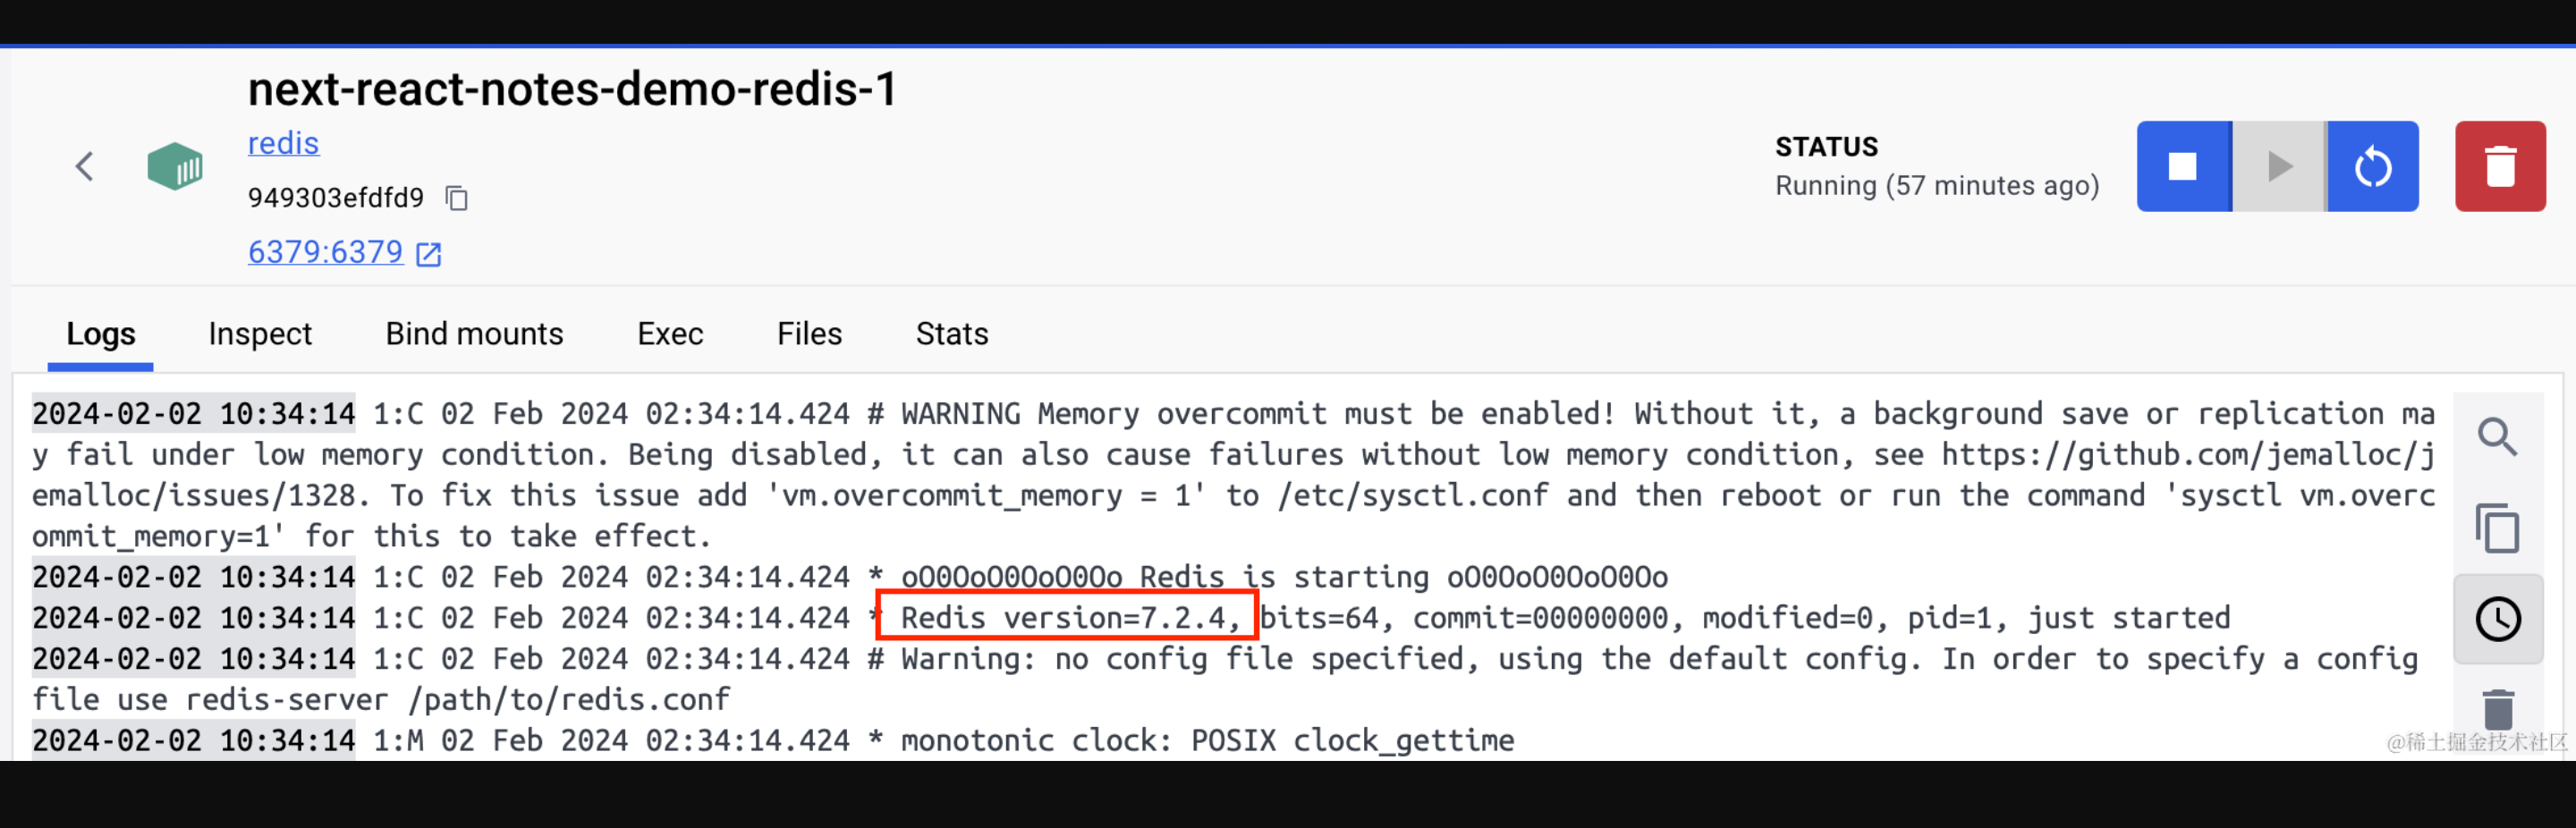 next-react-notes-demo-redis-1
redis
949303efdfd9
6379:6379
STATUS
Running (57 minutes ago)
Logs Inspect Bind mounts Exec Files Stats
2024-02-02 10:34:14 1:C 02 Feb 2024 02:34:14.424 # WARNING Memory overcommit must be enabled! Without it, a background save or replication ma
y fail under low memory condition. Being disabled, it can also cause failures without low memory condition, see https://github.com/jemalloc/j
emalloc/issues/1328. To fix this issue add 'vm.overcommit_memory = 1' to /etc/sysctl.conf and then reboot or run the command 'sysctl vm.overc
ommit_memory=1' for this to take effect.
2024-02-02 10:34:14 1:C 02 Feb 2024 02:34:14.424 * oO0OoO0OoO0Oo Redis is starting oO0OoO0OoO0Oo
2024-02-02 10:34:14 1:C 02 Feb 2024 02:34:14.424 * Redis version=7.2.4, bits=64, commit=00000000, modified=0, pid=1, just started
2024-02-02 10:34:14 1:C 02 Feb 2024 02:34:14.424 # Warning: no config file specified, using the default config. In order to specify a config
file use redis-server /path/to/redis.conf
2024-02-02 10:34:14 1:M 02 Feb 2024 02:34:14.424 * monotonic clock: POSIX clock_gettime
@稀土掘金技术社区